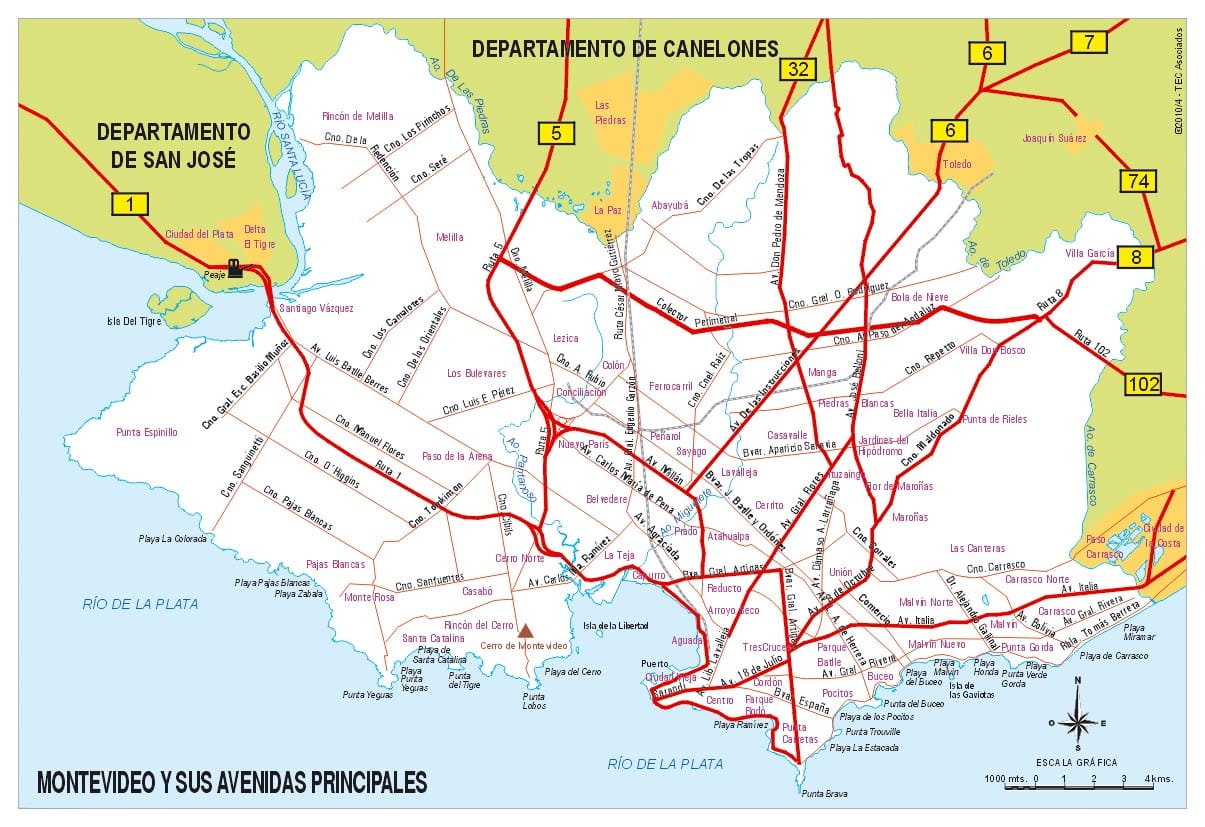 DEPARTAMENTO DE CANELONES
32
6
7
5
6
74
1
8
102
©2010/4 - TEC Asociados
DEPARTAMENTO
DE SAN JOSÉ
RÍO SANTA LUCÍA
Ao. De Las Piedras
Las
Piedras
Joaquín Suárez
Toledo
Rincón de Melilla
Cno. De la Redención
Cno. Los Pirinchos
Cno. Seré
Cno. De las Tropas
Abayubá
La Paz
Ciudad del Plata
Delta
El Tigre
Peaje
Melilla
Ruta 5
Cno. Melilla
Av. Don Pedro de Mendoza
Ao. de Toledo
Villa García
Isla Del Tigre
Santiago Vázquez
Cno. Los Camalotes
Cno. De los Orientales
Colector Perimetral
Cno. Gral O. Rodríguez
Bola de Nieve
Cno. Al Paso del Andaluz
Ruta 8
Ruta 102
Lezica
Colón
Cno. A. Rubio
Av. Luis Batlle Berres
Cno. Gral. Esc. Basilio Muñoz
Los Bulevares
Cno. Luis E. Pérez
Conciliación
Ferrocarril
Cno. Cnel. Raíz
Av. De las Instrucciones
Manga
Cno. Repetto
Villa Don Bosco
Av. José Belloni
Piedras Blancas
Bella Italia
Punta de Rieles
Punta Espinillo
Cno. Manuel Flores
Paso de la Arena
Ruta 1
Ruta 5
Nuevo París
Av. Gral. Eugenio Garzón
Peñarol
Sayago
Casavalle
Bvar. Aparicio Saravia
Jardines del
Hipódromo
Cno. Maldonado
Cno. Sanguinetti
Cno. O'Higgins
Cno. Tomkinson
Ao. Pantanoso
Av. Carlos María de Pena
Av. Millán
Lavalleja
Bvar. J. Batlle y Ordóñez
Ituzaingó
Flor de Maroñas
Ao. de Carrasco
Cno. Pajas Blancas
Cno. Cibils
Belvedere
Ao Miguelete
Cerrito
Av. Gral. Flores
Maroñas
Playa La Colorada
Av. Agraciada
Prado
Atahualpa
Av. Dámaso A. Larrañaga
Cno. Corrales
Las Canteras
Paso
Carrasco
Ciudad de
la Costa
Pajas Blancas
Cerro Norte
La Teja
Capurro
Bvar. Gral. Artigas
Unión
Cno. Carrasco
Playa Pajas Blancas
Playa Zabala
Cno. Sanfuentes
Av. Carlos Ma. Ramírez
Carrasco Norte
Av. Italia
RÍO DE LA PLATA
Monte Rosa
Casabó
Reducto
Bvar. Gral. Artigas
Av. 8 de Octubre
Comercio
Malvín Norte
Dr. Alejandro Gallinal
Carrasco
Av. Gral. Rivera
Rincón del Cerro
Isla de la Libertad
Arroyo Seco
Av. Italia
Malvín
Av. Bolivia
Rbla. Tomás Berreta
Santa Catalina
Cerro de Montevideo
Aguada
Av. Lib. Lavalleja
Tres Cruces
Parque
Batlle
Av. L. A. de Herrera
Malvín Nuevo
Punta Gorda
Playa
Miramar
Playa de
Santa Catalina
Playa del Cerro
Puerto
Ciudad Vieja
Av. 18 de Julio
Av. Gral Rivera
Buceo
Playa
del Buceo
Playa
Malvín
Playa
Honda
Playa Verde
Punta
Gorda
Playa de Carrasco
Playa
Punta
Yeguas
Punta Yeguas
Punta
del Tigre
Punta
Lobos
Sarandí
Centro
Cordón
Parque
Rodó
Bvar. España
Pocitos
Punta del Buceo
Isla de
las Gaviotas
Playa Ramírez
Punta
Carretas
Playa de los Pocitos
Punta Trouville
Playa La Estacada
N
O
E
S
RÍO DE LA PLATA
Punta Brava
ESCALA GRÁFICA
1000 mts. 0 1 2 3 4 kms.
MONTEVIDEO Y SUS AVENIDAS PRINCIPALES